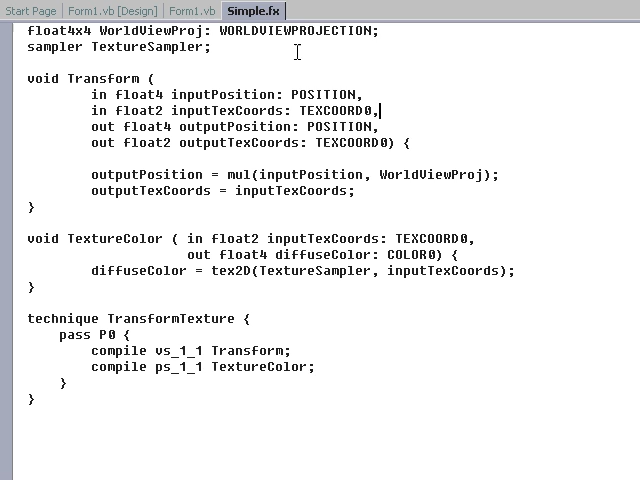 Start Page | Form1.vb [Design] | Form1.vb | Simple.fx
float4x4 WorldViewProj: WORLDVIEWPROJECTION;
sampler TextureSampler;
void Transform (
in float4 inputPosition: POSITION,
in float2 inputTexCoords: TEXCOORD0,
out float4 outputPosition: POSITION,
out float2 outputTexCoords: TEXCOORD0) {
outputPosition = mul(inputPosition, WorldViewProj);
outputTexCoords = inputTexCoords;
}
void TextureColor ( in float2 inputTexCoords: TEXCOORD0,
out float4 diffuseColor: COLOR0) {
diffuseColor = tex2D(TextureSampler, inputTexCoords);
}
technique TransformTexture {
pass P0 {
compile vs_1_1 Transform;
compile ps_1_1 TextureColor;
}
}